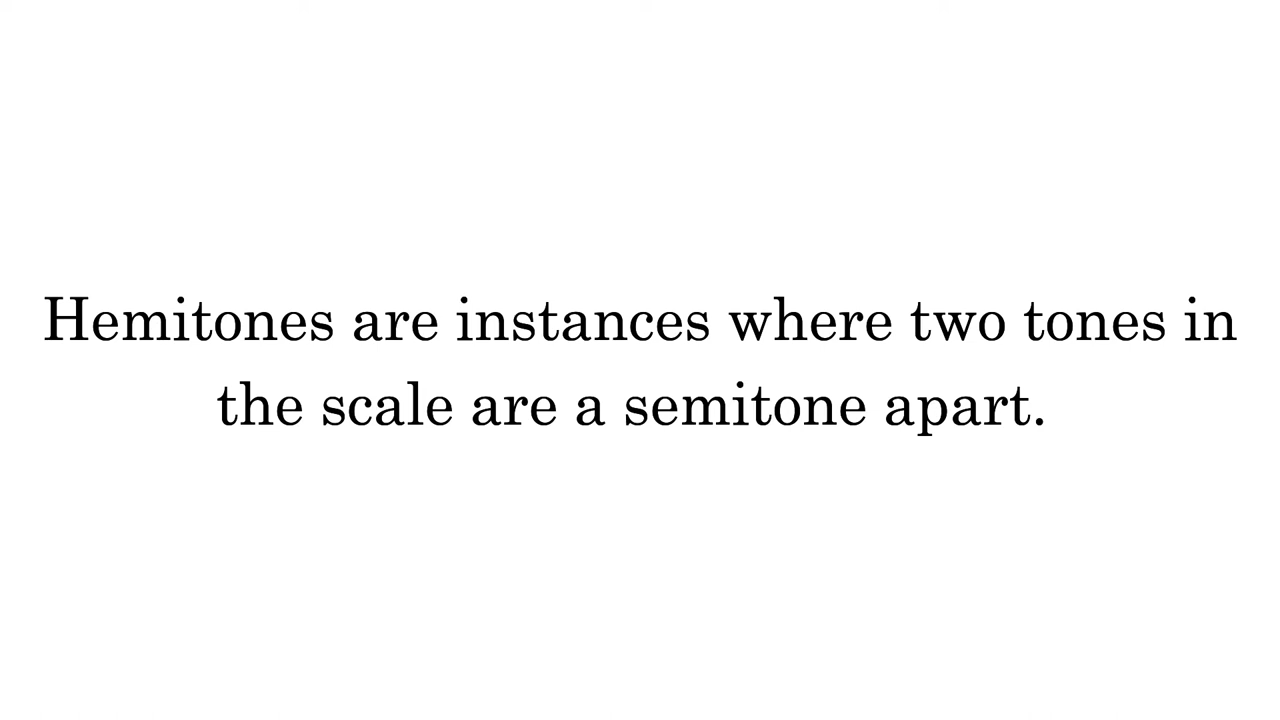 Hemitones are instances where two tones in
the scale are a semitone apart.